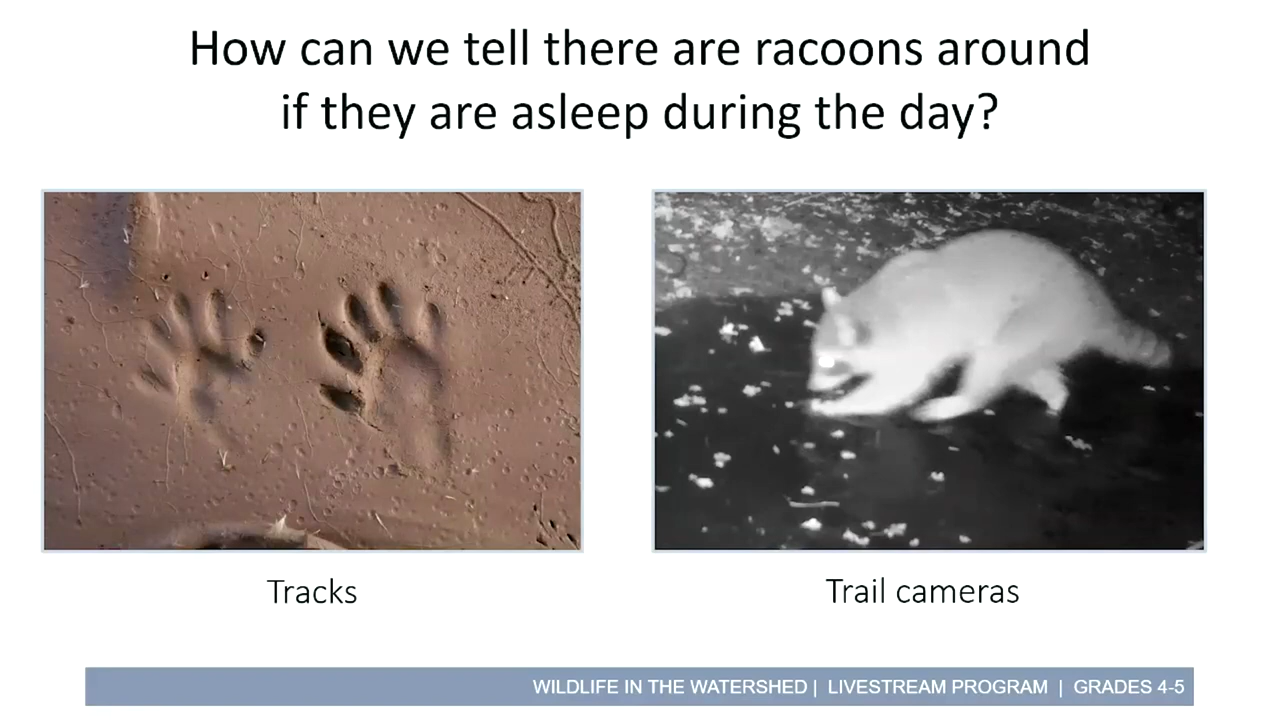 How can we tell there are racoons around
if they are asleep during the day?
Tracks
Trail cameras
WILDLIFE IN THE WATERSHED | LIVESTREAM PROGRAM | GRADES 4-5